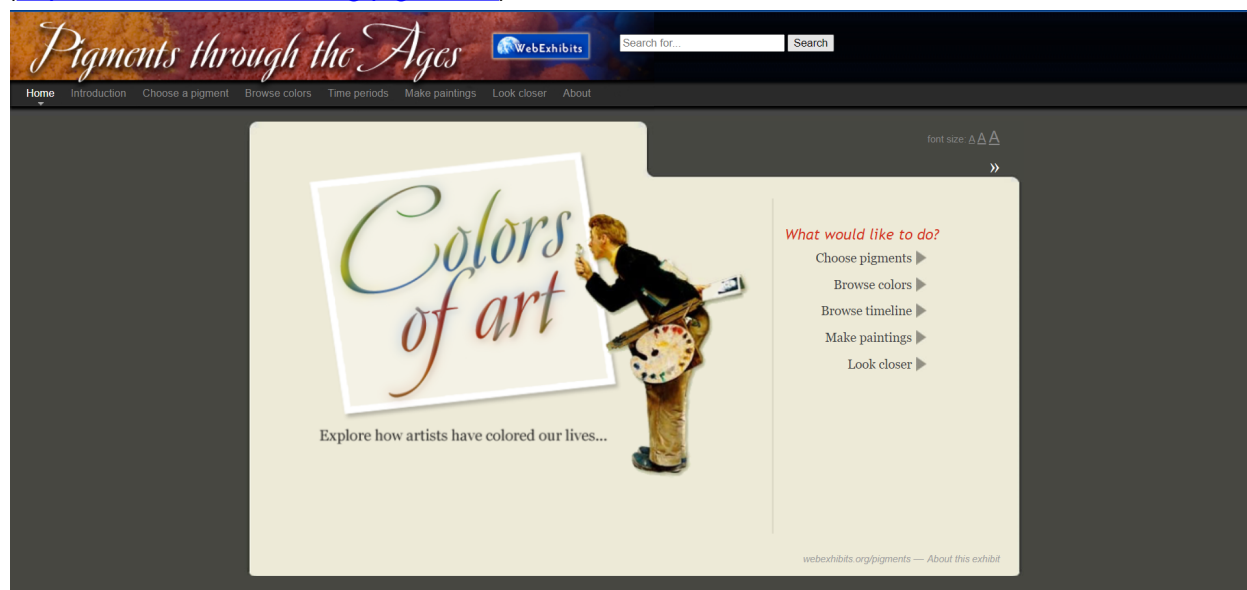 Pigments through the Ages
WebExhibits
Search for...
Search
Home
Introduction
Choose a pigment
Browse colors
Time periods
Make paintings
Look closer
About
font size: A A A
»
Colors
of art
Explore how artists have colored our lives...
What would like to do?
Choose pigments
Browse colors
Browse timeline
Make paintings
Look closer
webexhibits.org/pigments — About this exhibit